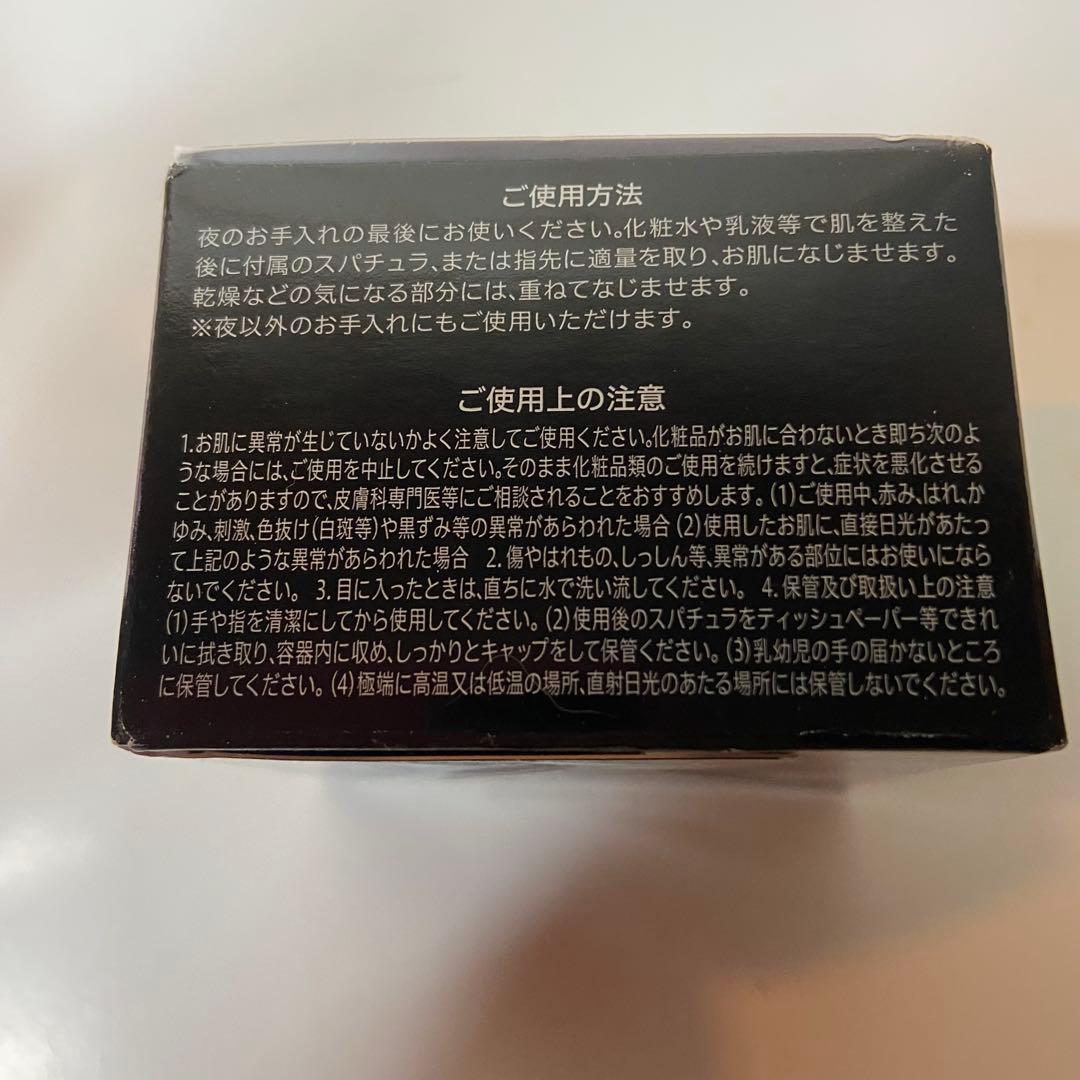 ご使用方法
夜のお手入れの最後にお使いください。化粧水や乳液等で肌を整えた
後に付属のスパチュラ、または指先に適量を取り、お肌になじませます。
乾燥などの気になる部分には、重ねてなじませます。
※夜以外のお手入れにもご使用いただけます。
ご使用上の注意
1.お肌に異常が生じていないかよく注意してご使用ください。化粧品がお肌に合わないとき即ち次のよ
うな場合には、ご使用を中止してください。そのまま化粧品類のご使用を続けますと、症状を悪化させる
ことがありますので、皮膚科専門医等にご相談されることをおすすめします。(1)ご使用中、赤み、はれ、か
ゆみ、刺激、色抜け(白斑等)や黒ずみ等の異常があらわれた場合 (2)使用したお肌に、直接日光があたっ
て上記のような異常があらわれた場合 2. 傷やはれもの、しっしん等、異常がある部位にはお使いになら
ないでください。 3. 目に入ったときは、直ちに水で洗い流してください。 4. 保管及び取扱い上の注意
(1)手や指を清潔にしてから使用してください。(2)使用後のスパチュラをティッシュペーパー等できれ
いに拭き取り、容器内に収め、しっかりとキャップをして保管ください。(3)乳幼児の手の届かないところ
に保管してください。(4)極端に高温又は低温の場所、直射日光のあたる場所には保管しないでください。